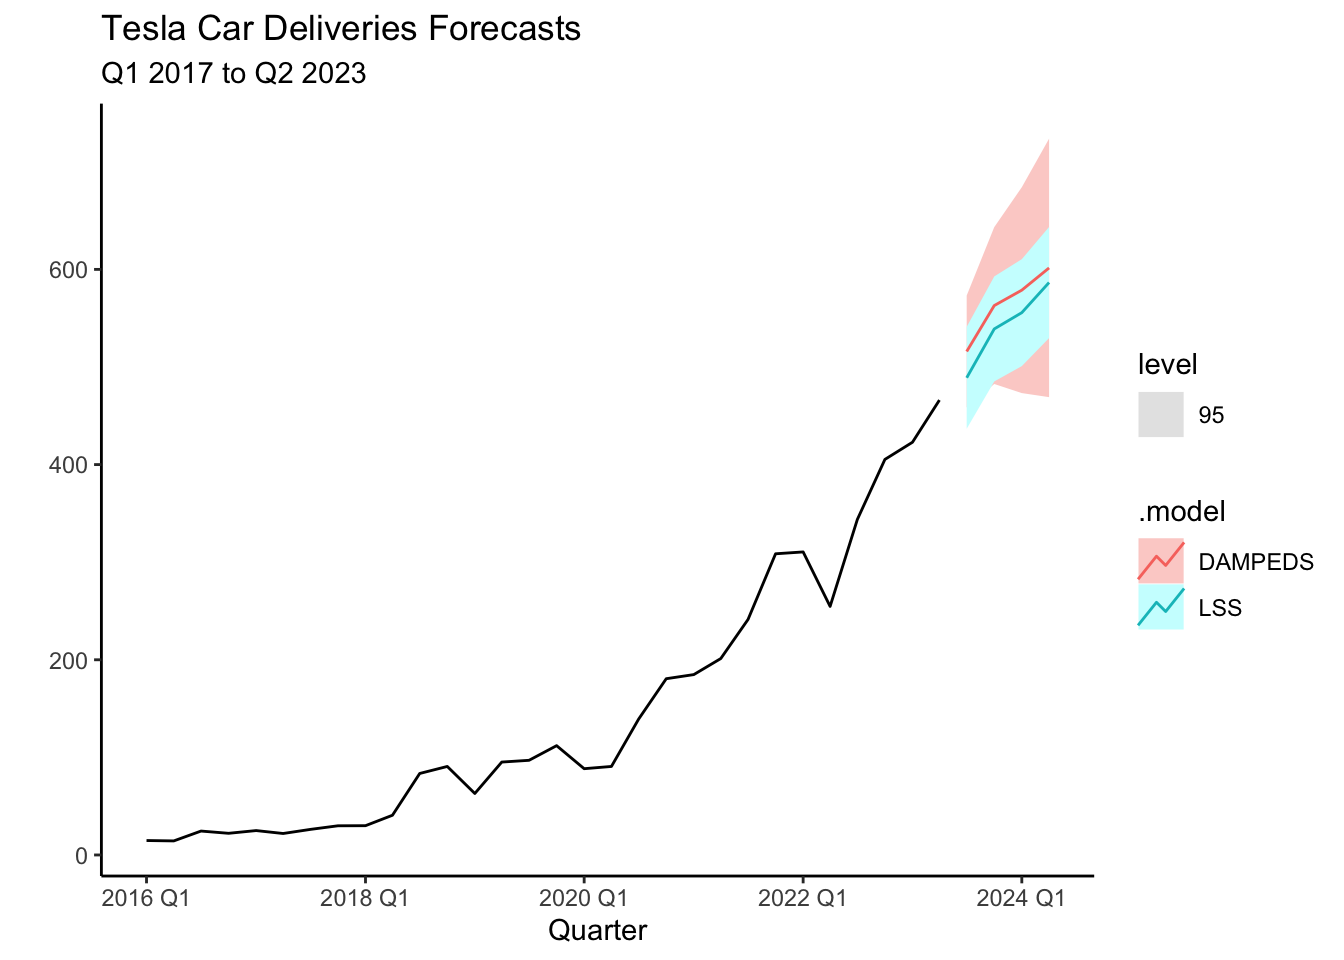 Tesla Car Deliveries Forecasts
Q1 2017 to Q2 2023
600
400
200
0
2016 Q1 2018 Q1 2020 Q1 2022 Q1 2024 Q1
Quarter
level
95
.model
DAMPEDS
LSS